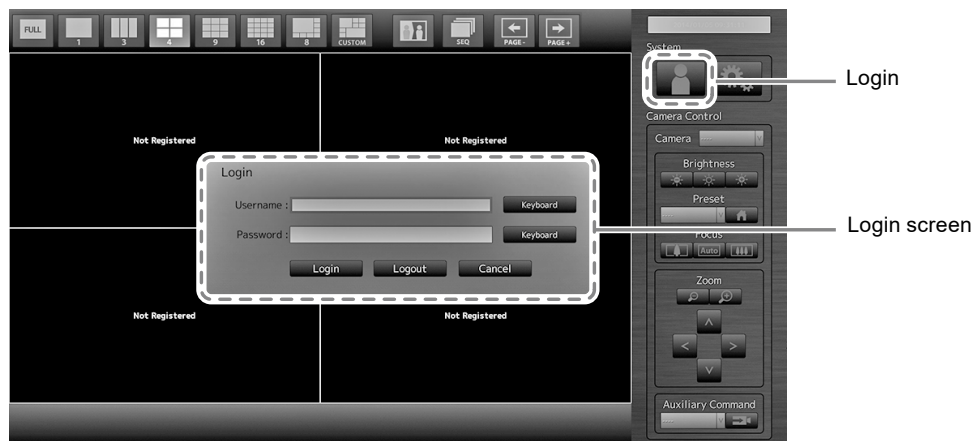 FULL 1 3 4 9 16 8 CUSTOM SEQ PAGE- PAGE+
System
Login
Camera Control
Camera
Not Registered Not Registered
Brightness
Login
Username : Keyboard
Preset
Password : Keyboard
Login screen
Focus
Auto
Login Logout Cancel
Zoom
Not Registered Not Registered
Auxiliary Command